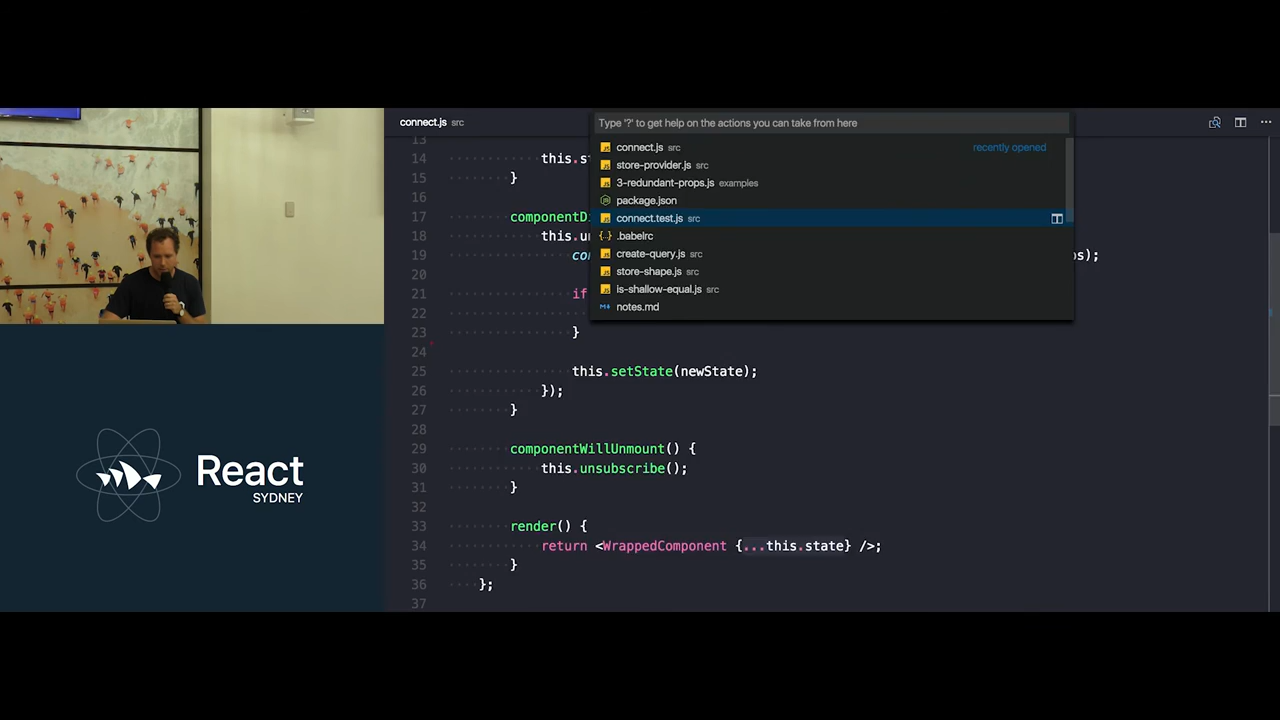 connect.js src
Type '?' to get help on the actions you can take from here
connect.js src recently opened
store-provider.js src
3-redundant-props.js examples
package.json
connect.test.js src
.babelrc
create-query.js src
store-shape.js src
is-shallow-equal.js src
notes.md
13
14 this.s
15 }
16
17 componentDi
18 this.un
19 co s);
20
21 if
22
23 }
24
25 this.setState(newState);
26 });
27 }
28
29 componentWillUnmount() {
30 this.unsubscribe();
31 }
32
33 render() {
34 return <WrappedComponent {...this.state} />;
35 }
36 };
37
React
SYDNEY